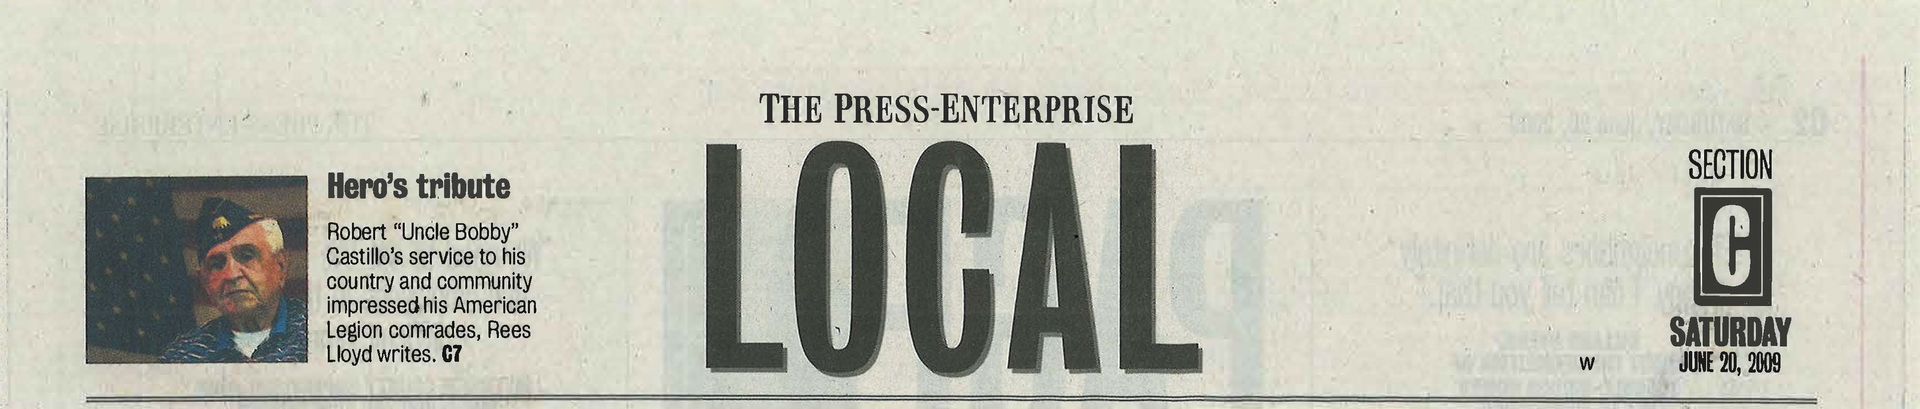 THE PRESS-ENTERPRISE
LOCAL
Hero's tribute
Robert "Uncle Bobby"
Castillo's service to his
country and community
impressed his American
Legion comrades, Rees
Lloyd writes. C7
SECTION
C
SATURDAY
JUNE 20, 2009
W